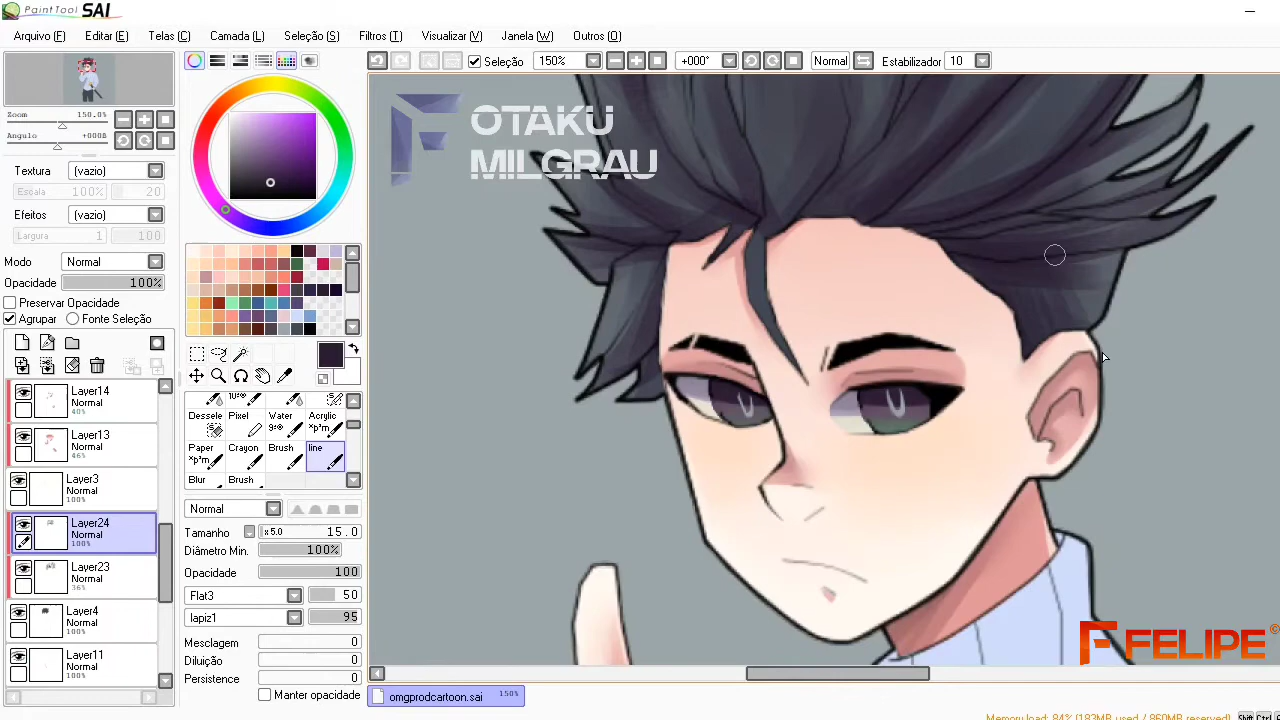 PaintTool SAI
Arquivo (F) Editar (E) Telas (C) Camada (L) Seleção (S) Filtros (T) Visualizar (V) Janela (W) Outros (O)
Seleção 150% +000° Normal Estabilizador 10
Zoom 150.0%
Angulo +000θ
Textura (vazio)
Escala 100% 20
Efeitos (vazio)
Largura 1 100
Modo Normal
Opacidade 100%
Preservar Opacidade
Agrupar Fonte Seleção
Layer14
Normal
40%
Layer13
Normal
46%
Layer3
Normal
100%
Layer24
Normal
100%
Layer23
Normal
36%
Layer4
Normal
100%
Layer11
Normal
100%
Dessele Pixel Water Acrylic
Paper Crayon Brush line
Blur Brush
Normal
Tamanho x 5.0 15.0
Diâmetro Min. 100%
Opacidade 100
Flat3 50
lapiz1 95
Mesclagem 0
Diluição 0
Persistence 0
Manter opacidade
OTAKU
MILGRAU
FELIPE
omgprodcartoon.sai 150%
Memory load: 84% (183MB used / 860MB reserved) Shift Ctrl